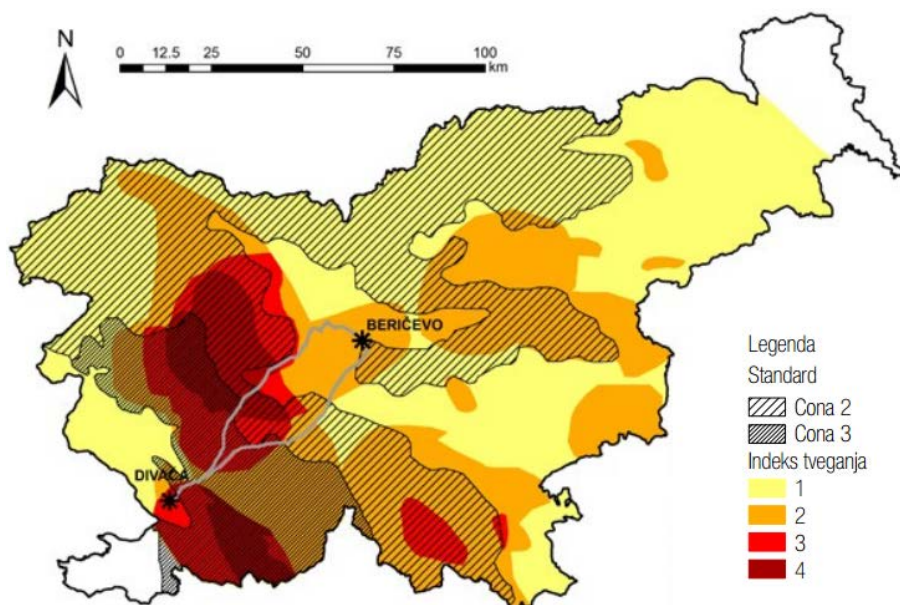 N
0 12.5 25 50 75 100
km
BERIČEVO
DIVAČA
Legenda
Standard
Cona 2
Cona 3
Indeks tveganja
1
2
3
4